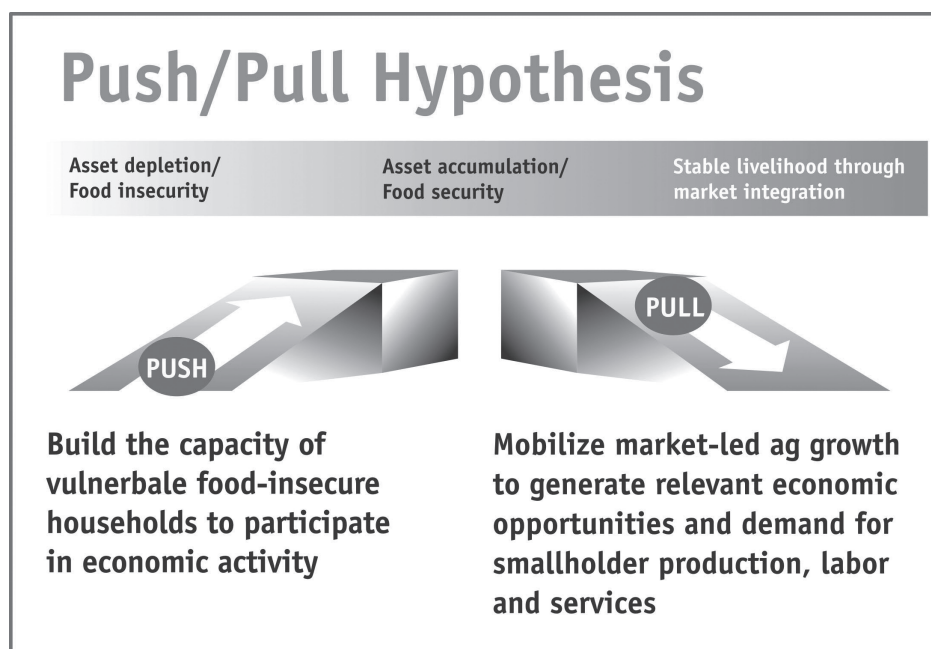 Push/Pull Hypothesis
Asset depletion/
Food insecurity
Asset accumulation/
Food security
Stable livelihood through
market integration
PUSH
PULL
Build the capacity of
vulnerbale food-insecure
households to participate
in economic activity
Mobilize market-led ag growth
to generate relevant economic
opportunities and demand for
smallholder production, labor
and services